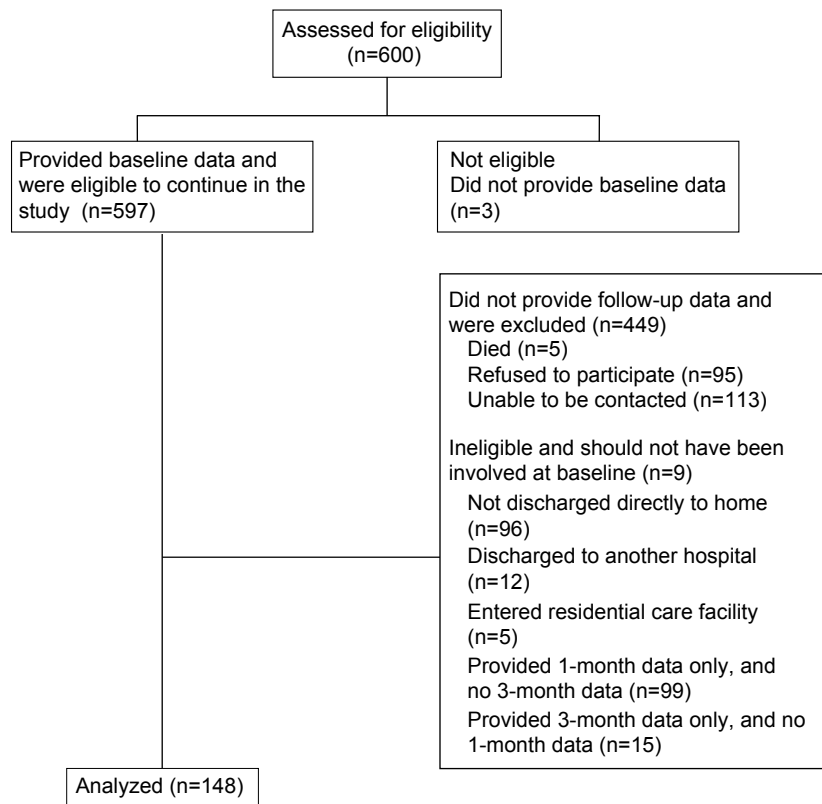 Assessed for eligibility
(n=600)
Provided baseline data and
were eligible to continue in the
study (n=597)
Not eligible
Did not provide baseline data
(n=3)
Did not provide follow-up data and
were excluded (n=449)
Died (n=5)
Refused to participate (n=95)
Unable to be contacted (n=113)
Ineligible and should not have been
involved at baseline (n=9)
Not discharged directly to home
(n=96)
Discharged to another hospital
(n=12)
Entered residential care facility
(n=5)
Provided 1-month data only, and
no 3-month data (n=99)
Provided 3-month data only, and no
1-month data (n=15)
Analyzed (n=148)